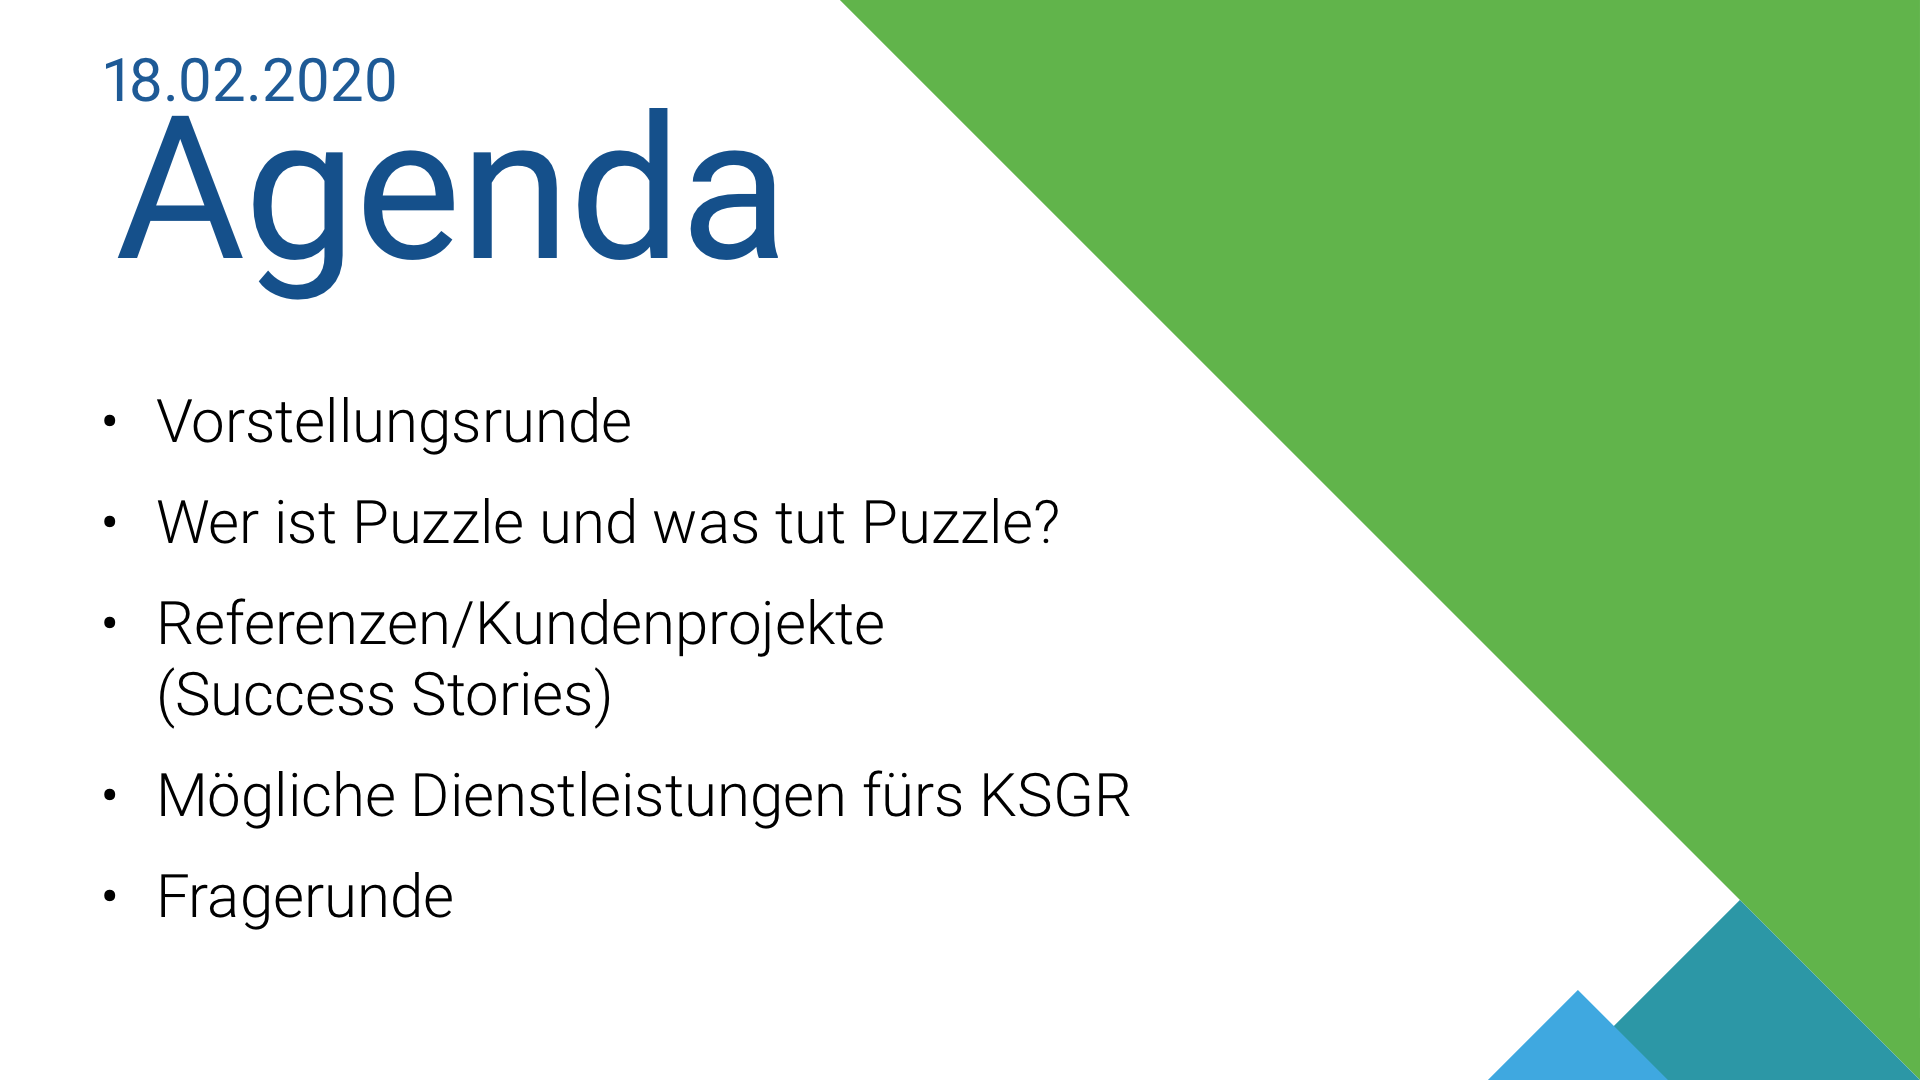 18.02.2020
Agenda
• Vorstellungsrunde
• Wer ist Puzzle und was tut Puzzle?
• Referenzen/Kundenprojekte
(Success Stories)
• Mögliche Dienstleistungen fürs KSGR
• Fragerunde